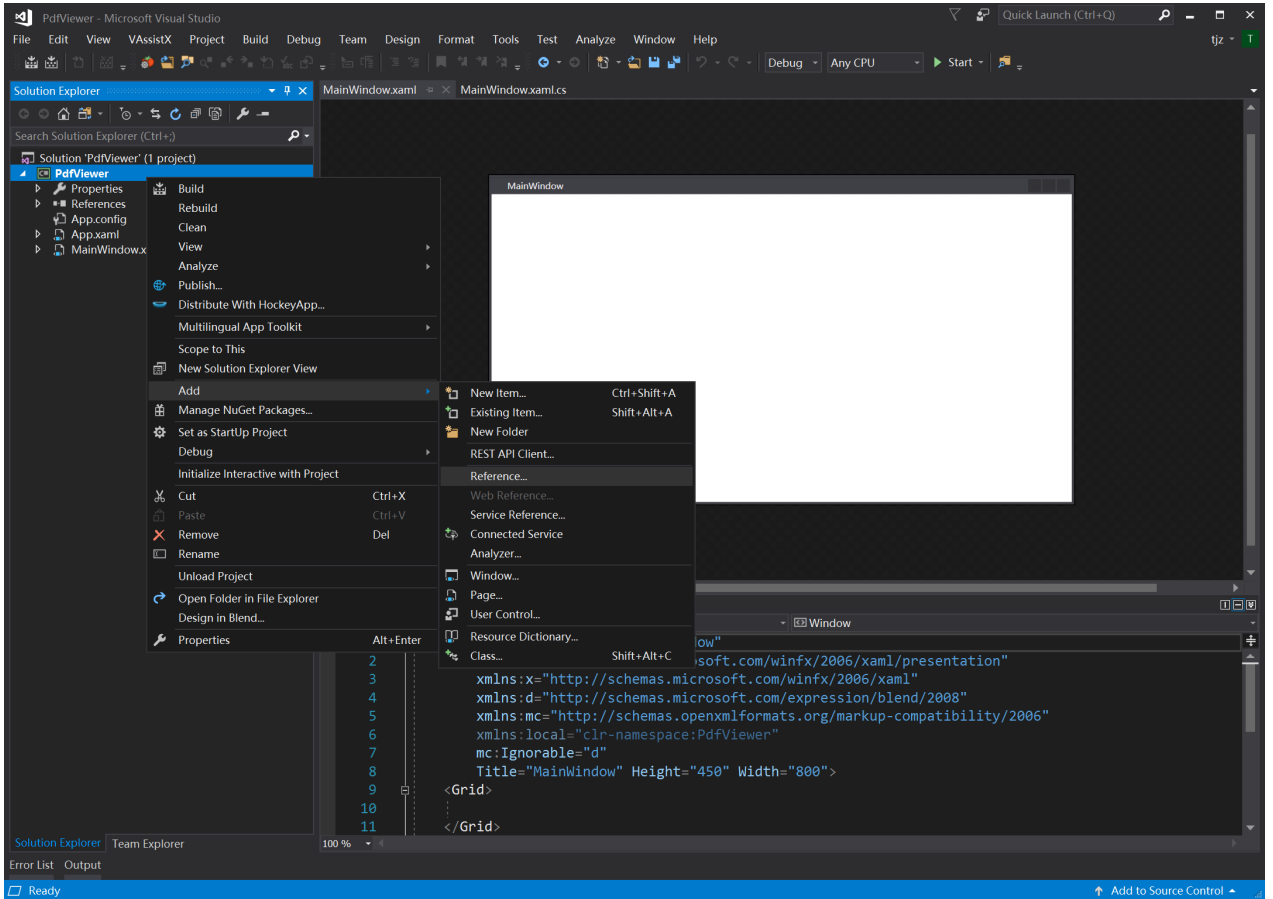 PdfViewer - Microsoft Visual Studio
Quick Launch (Ctrl+Q)
File Edit View VAssistX Project Build Debug Team Design Format Tools Test Analyze Window Help
tjz T
Debug Any CPU Start
Solution Explorer
MainWindow.xaml MainWindow.xaml.cs
Search Solution Explorer (Ctrl+;)
Solution 'PdfViewer' (1 project)
PdfViewer
Properties
References
App.config
App.xaml
MainWindow.x
Build
Rebuild
Clean
View
Analyze
Publish...
Distribute With HockeyApp...
Multilingual App Toolkit
Scope to This
New Solution Explorer View
Add
Manage NuGet Packages...
Set as StartUp Project
Debug
Initialize Interactive with Project
Cut Ctrl+X
Paste Ctrl+V
Remove Del
Rename
Unload Project
Open Folder in File Explorer
Design in Blend...
Properties Alt+Enter
New Item... Ctrl+Shift+A
Existing Item... Shift+Alt+A
New Folder
REST API Client...
Reference...
Web Reference...
Service Reference...
Connected Service
Analyzer...
Window...
Page...
User Control...
Resource Dictionary...
Class... Shift+Alt+C
MainWindow
Window
ow"
2 soft.com/winfx/2006/xaml/presentation"
3 xmlns:x="http://schemas.microsoft.com/winfx/2006/xaml"
4 xmlns:d="http://schemas.microsoft.com/expression/blend/2008"
5 xmlns:mc="http://schemas.openxmlformats.org/markup-compatibility/2006"
6 xmlns:local="clr-namespace:PdfViewer"
7 mc:Ignorable="d"
8 Title="MainWindow" Height="450" Width="800">
9 <Grid>
10
11 </Grid>
100 %
Solution Explorer Team Explorer
Error List Output
Ready
Add to Source Control